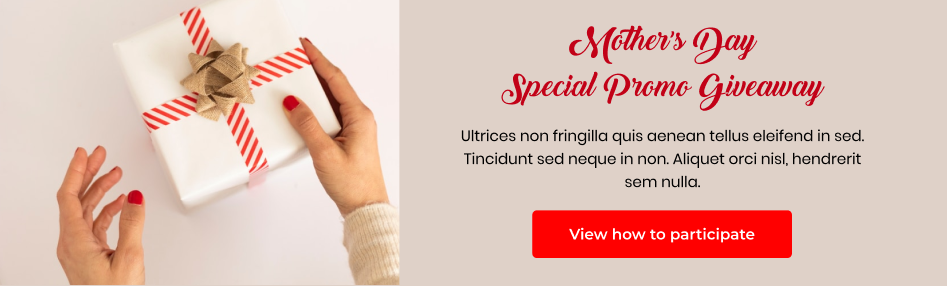 Mother's Day
Special Promo Giveaway
Ultrices non fringilla quis aenean tellus eleifend in sed.
Tincidunt sed neque in non. Aliquet orci nisl, hendrerit
sem nulla.
View how to participate